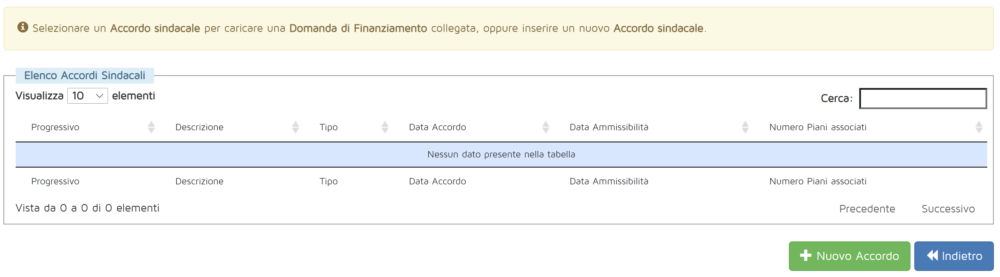 Selezionare un Accordo sindacale per caricare una Domanda di Finanziamento collegata, oppure inserire un nuovo Accordo sindacale.
Elenco Accordi Sindacali
Visualizza 10 elementi
Cerca:
Progressivo Descrizione Tipo Data Accordo Data Ammissibilità Numero Piani associati
Nessun dato presente nella tabella
Progressivo Descrizione Tipo Data Accordo Data Ammissibilità Numero Piani associati
Vista da 0 a 0 di 0 elementi
Precedente Successivo
Nuovo Accordo Indietro